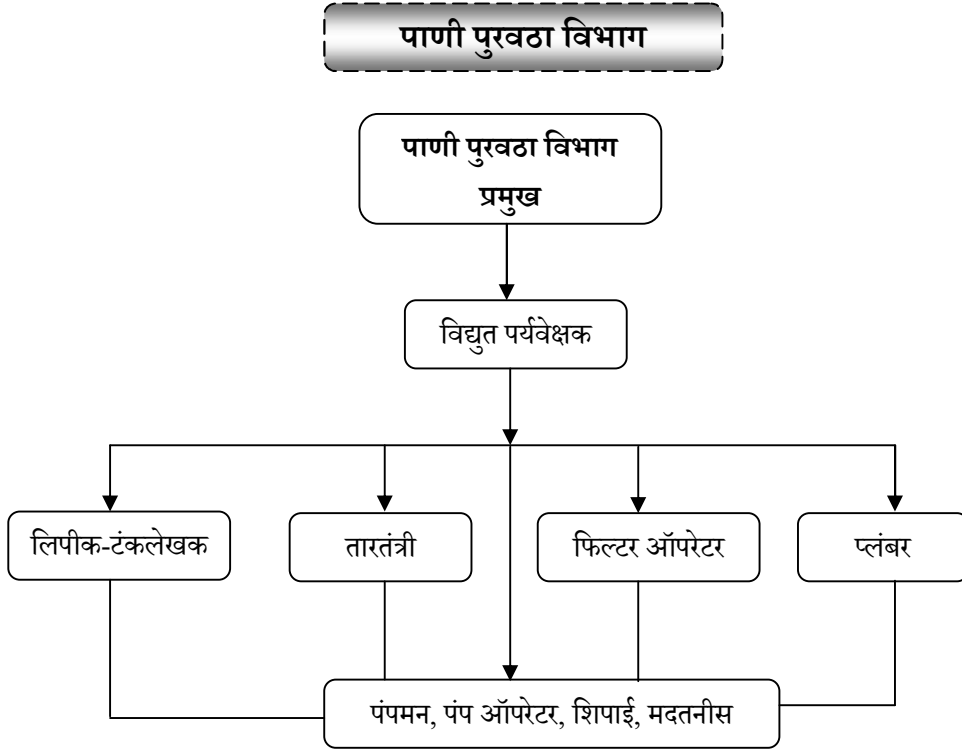 पाणी पुरवठा विभाग
पाणी पुरवठा विभाग
प्रमुख
विद्युत पर्यवेक्षक
लिपीक-टंकलेखक
तारतंत्री
फिल्टर ऑपरेटर
प्लंबर
पंपमन, पंप ऑपरेटर, शिपाई, मदतनीस